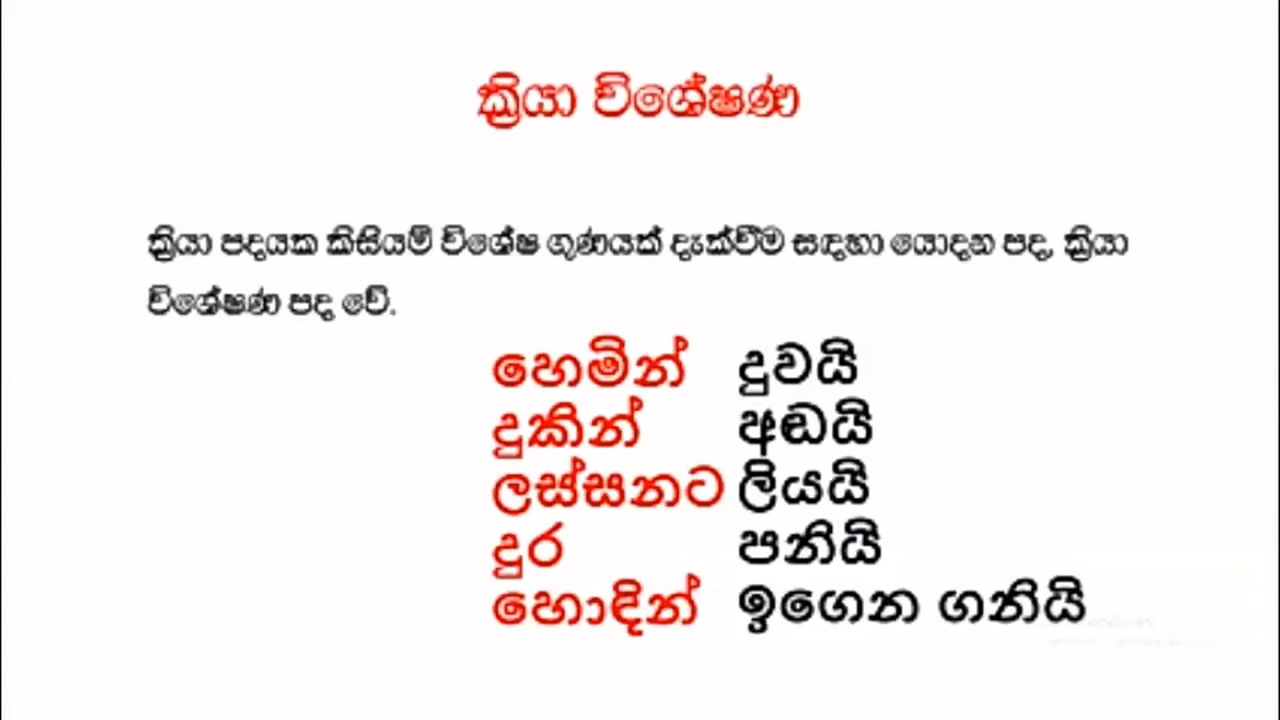 ක්‍රියා විශේෂණ
ක්‍රියා පදයක කිසියම් විශේෂ ගුණයක් දැක්වීම සඳහා යොදන පද, ක්‍රියා
විශේෂණ පද වේ.
හෙමින් දුවයි
දුකින් අඬයි
ලස්සනට ලියයි
දුර පනියි
හොඳින් ඉගෙන ගනියි